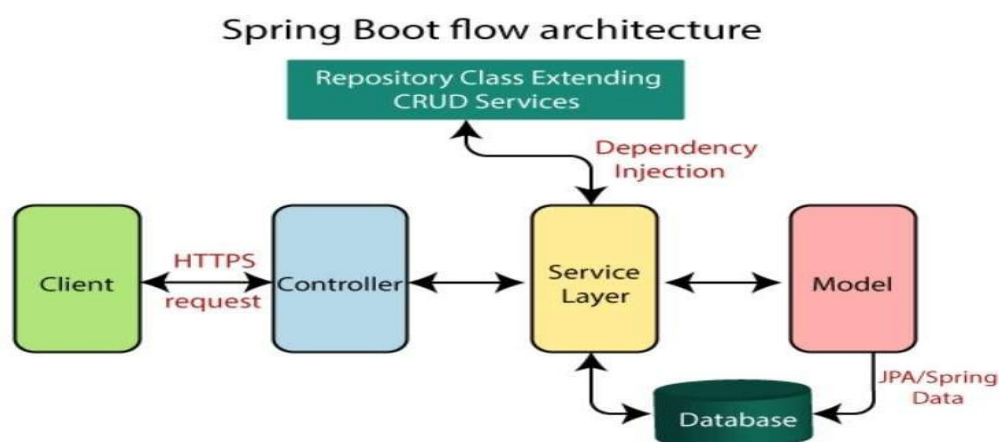 Spring Boot flow architecture
Repository Class Extending
CRUD Services
Dependency
Injection
Client
HTTPS
request
Controller
Service
Layer
Model
JPA/Spring
Data
Database